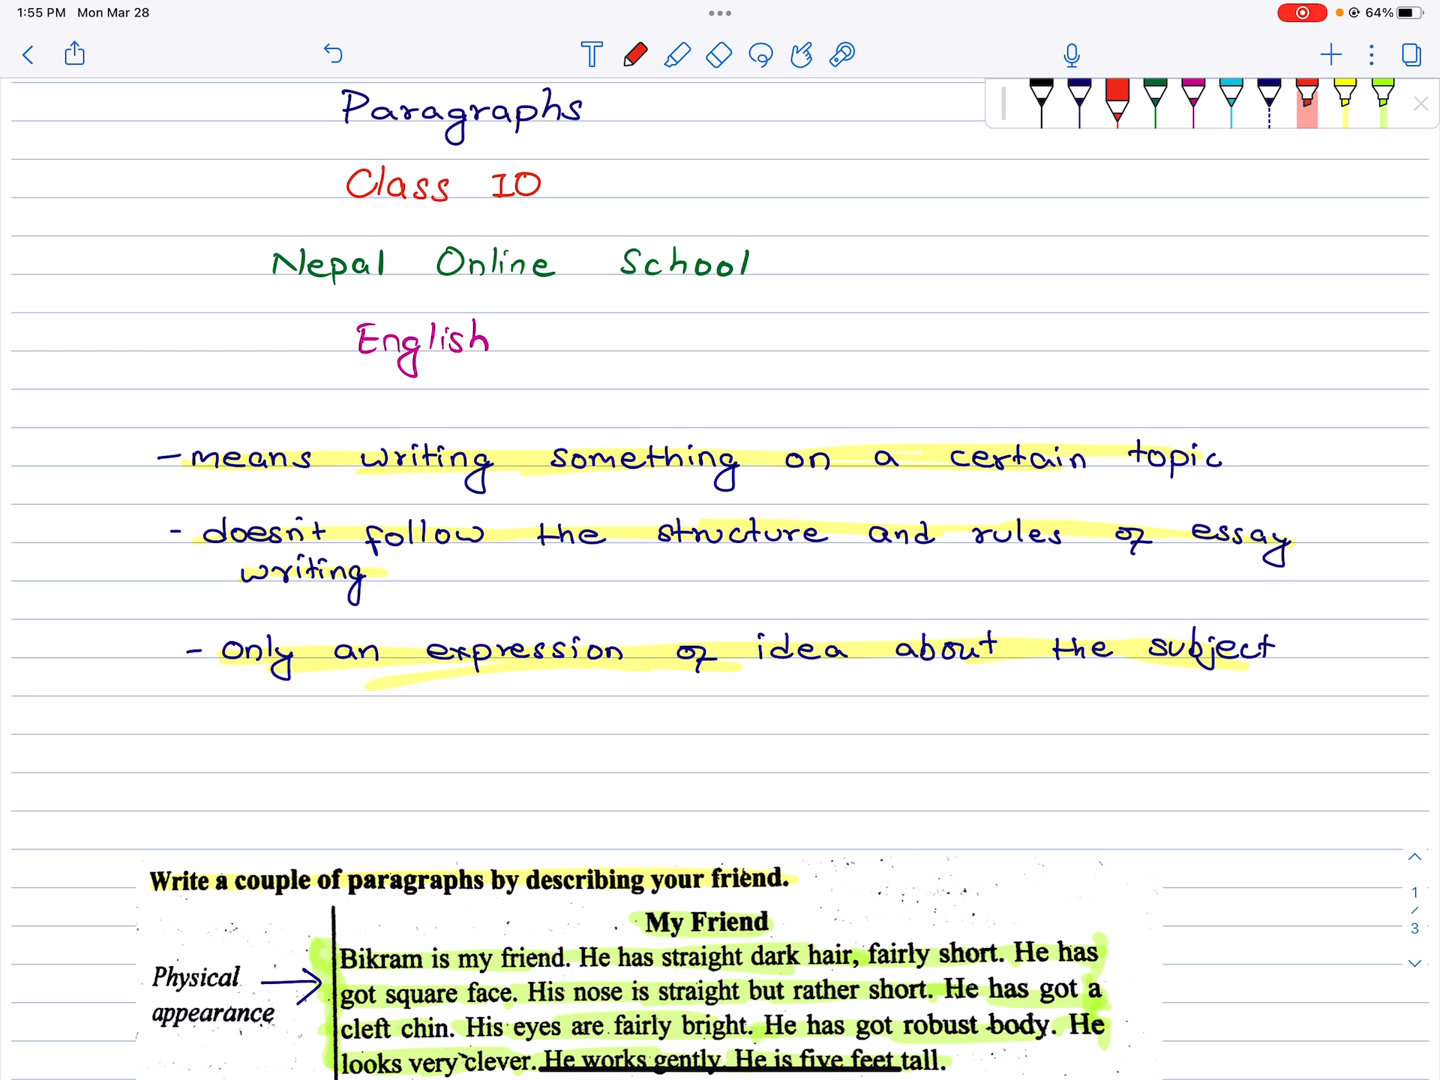 1:55 PM Mon Mar 28
64%
Paragraphs
Class 10
Nepal Online School
English
- means writing something on a certain topic
- doesn't follow the structure and rules of essay
writing
- only an expression of idea about the subject
Write a couple of paragraphs by describing your friend.
My Friend
Physical
appearance
Bikram is my friend. He has straight dark hair, fairly short. He has
got square face. His nose is straight but rather short. He has got a
cleft chin. His eyes are fairly bright. He has got robust body. He
looks very clever. He works gently. He is five feet tall.
1
/
3